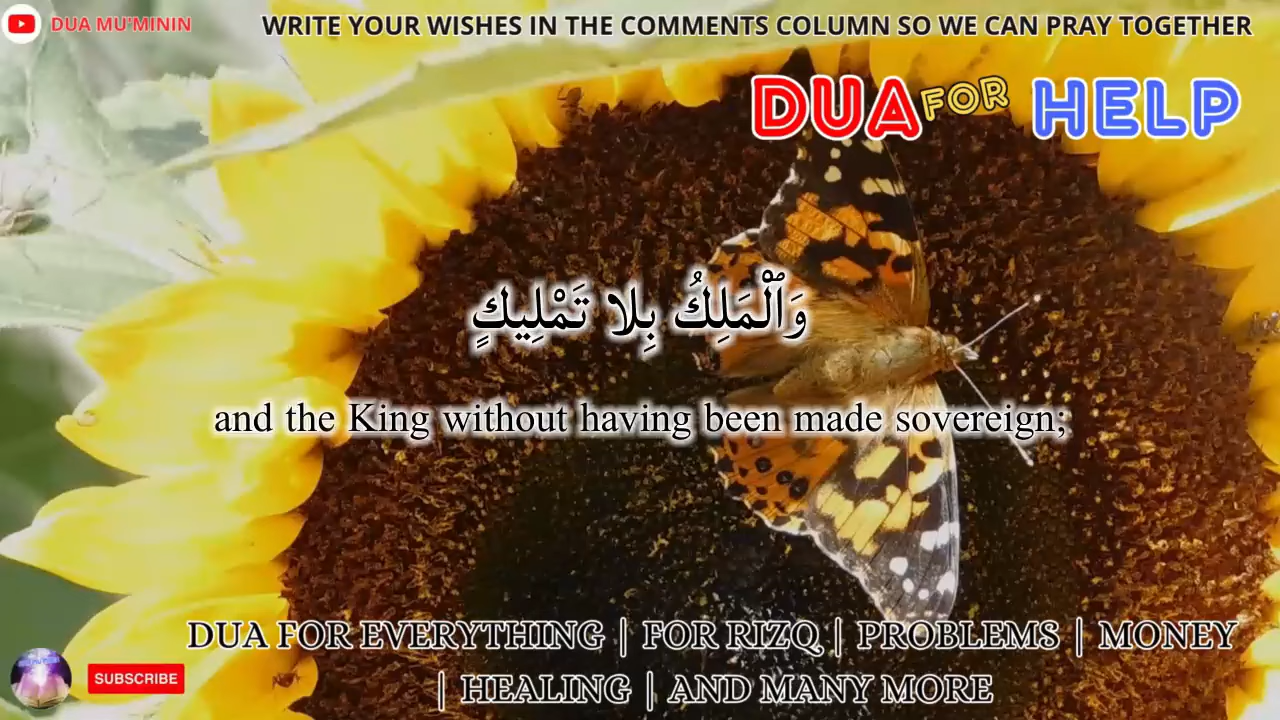 DUA MU'MININ
WRITE YOUR WISHES IN THE COMMENTS COLUMN SO WE CAN PRAY TOGETHER
DUA FOR HELP
وَٱلْمَلِكُ بِلا تَمْلِيكٍ
and the King without having been made sovereign;
DUA FOR EVERYTHING | FOR RIZQ | PROBLEMS | MONEY
| HEALING | AND MANY MORE
SUBSCRIBE